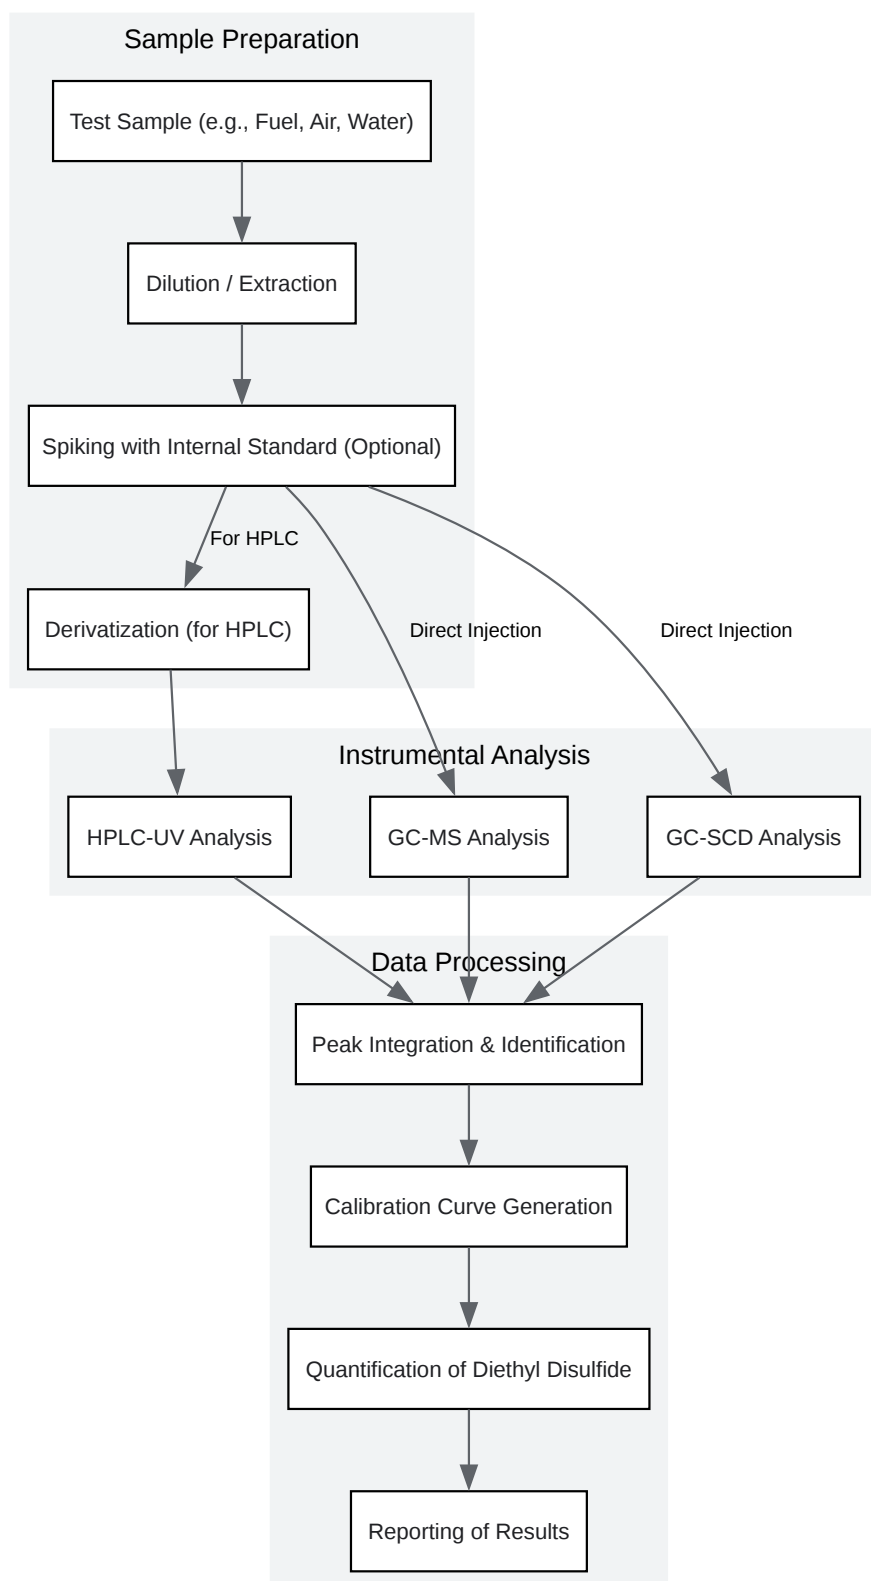 Sample Preparation
Test Sample (e.g., Fuel, Air, Water)
Dilution / Extraction
Spiking with Internal Standard (Optional)
For HPLC
Derivatization (for HPLC)
Direct Injection
Direct Injection
Instrumental Analysis
HPLC-UV Analysis
GC-MS Analysis
GC-SCD Analysis
Data Processing
Peak Integration & Identification
Calibration Curve Generation
Quantification of Diethyl Disulfide
Reporting of Results